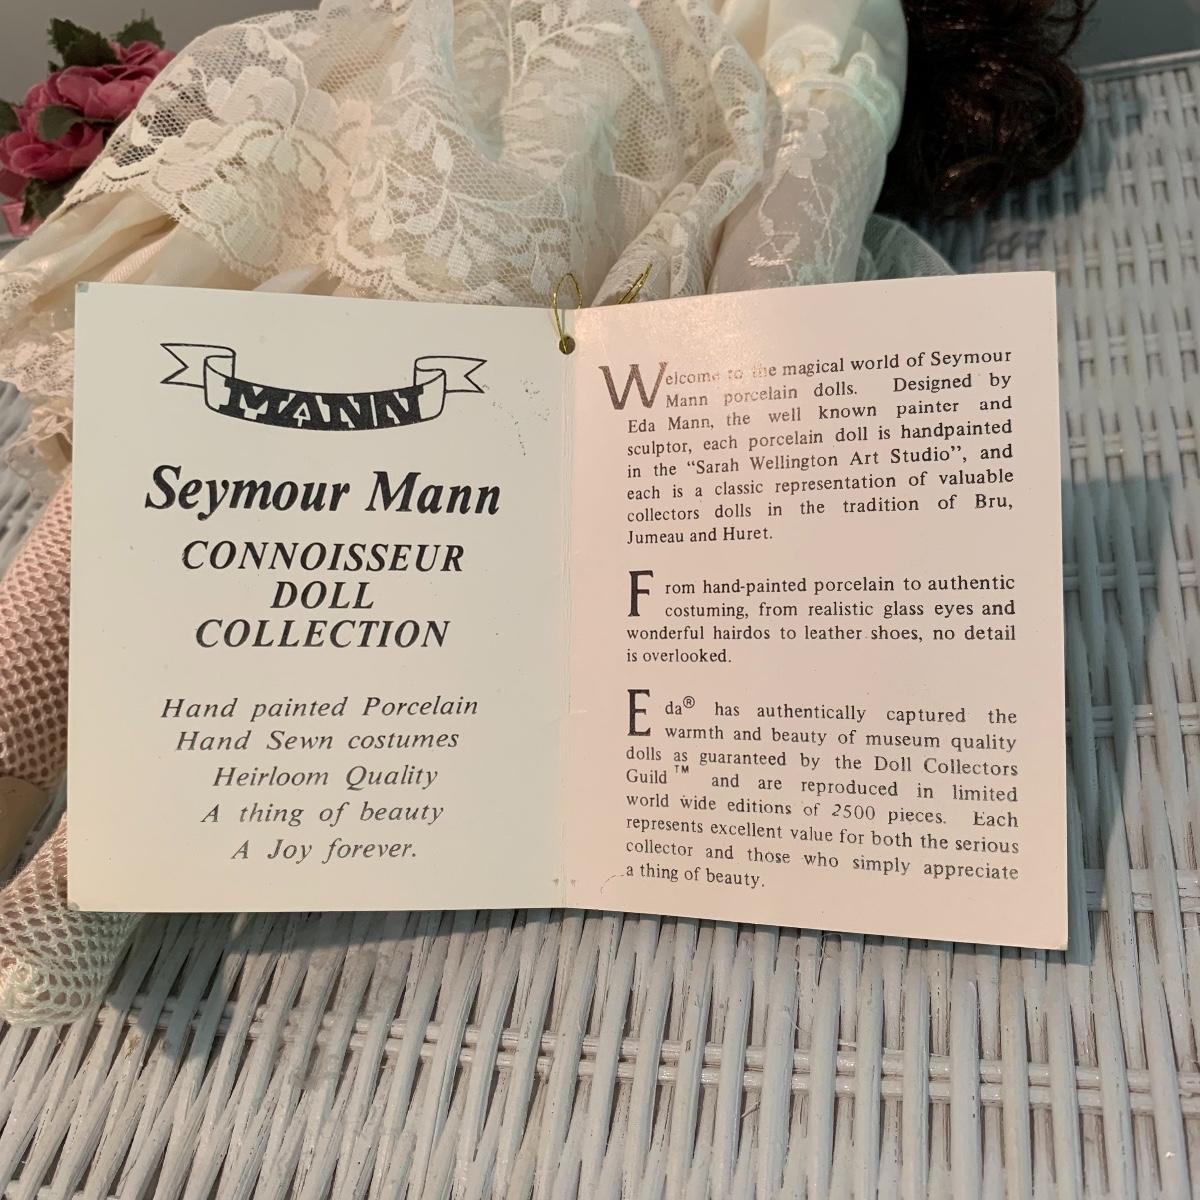 MANN
Seymour Mann
CONNOISSEUR
DOLL
COLLECTION
Hand painted Porcelain
Hand Sewn costumes
Heirloom Quality
A thing of beauty
A Joy forever.
Welcome to the magical world of Seymour
Mann porcelain dolls. Designed by
Eda Mann, the well known painter and
sculptor, each porcelain doll is handpainted
in the “Sarah Wellington Art Studio”, and
each is a classic representation of valuable
collectors dolls in the tradition of Bru,
Jumeau and Huret.
From hand-painted porcelain to authentic
costuming, from realistic glass eyes and
wonderful hairdos to leather shoes, no detail
is overlooked.
Eda® has authentically captured the
warmth and beauty of museum quality
dolls as guaranteed by the Doll Collectors
Guild™ and are reproduced in limited
world wide editions of 2500 pieces. Each
represents excellent value for both the serious
collector and those who simply appreciate
a thing of beauty.